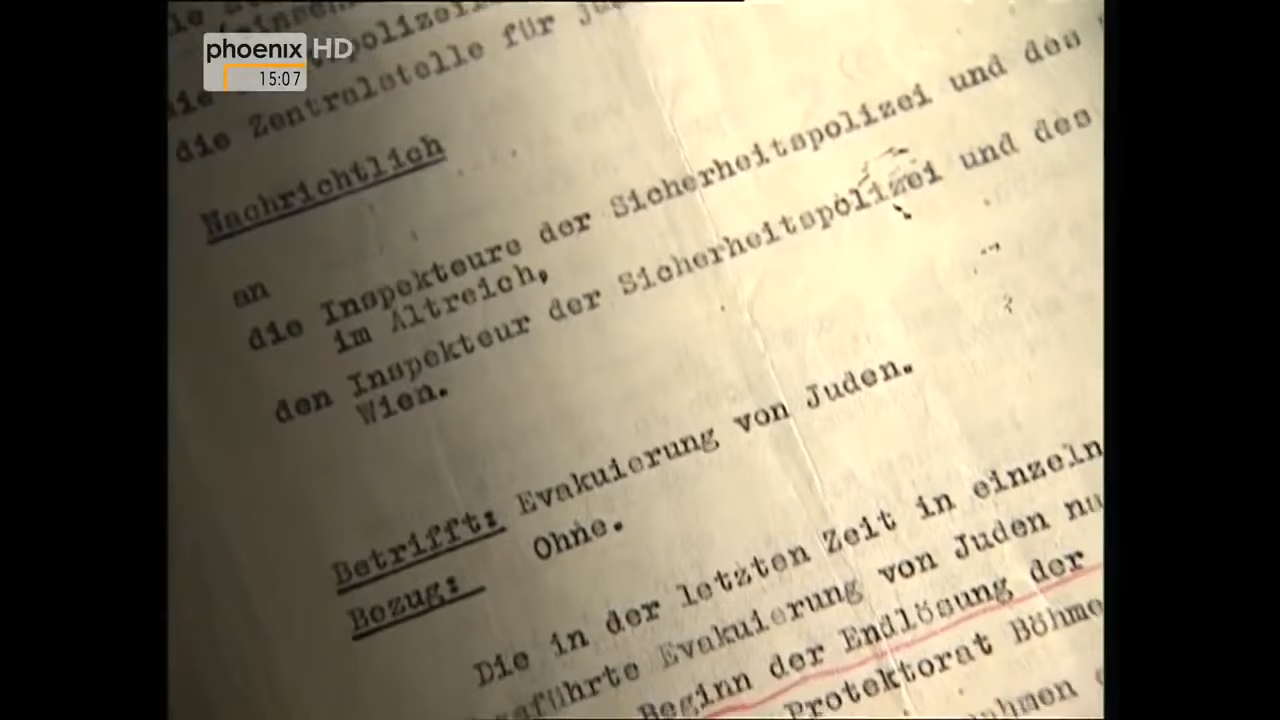 phoenix HD
15:07
die Zentralstelle für
Nachrichtlich
an
die Inspekteure der Sicherheitspolizei und des
im Altreich,
den Inspekteur der Sicherheitspolizei und des
Wien.
Betrifft: Evakuierung von Juden.
Bezug: Ohne.
Die in der letzten Zeit in einzeln
Evakuierung von Juden
Beginn der Endlösung der
Protektorat